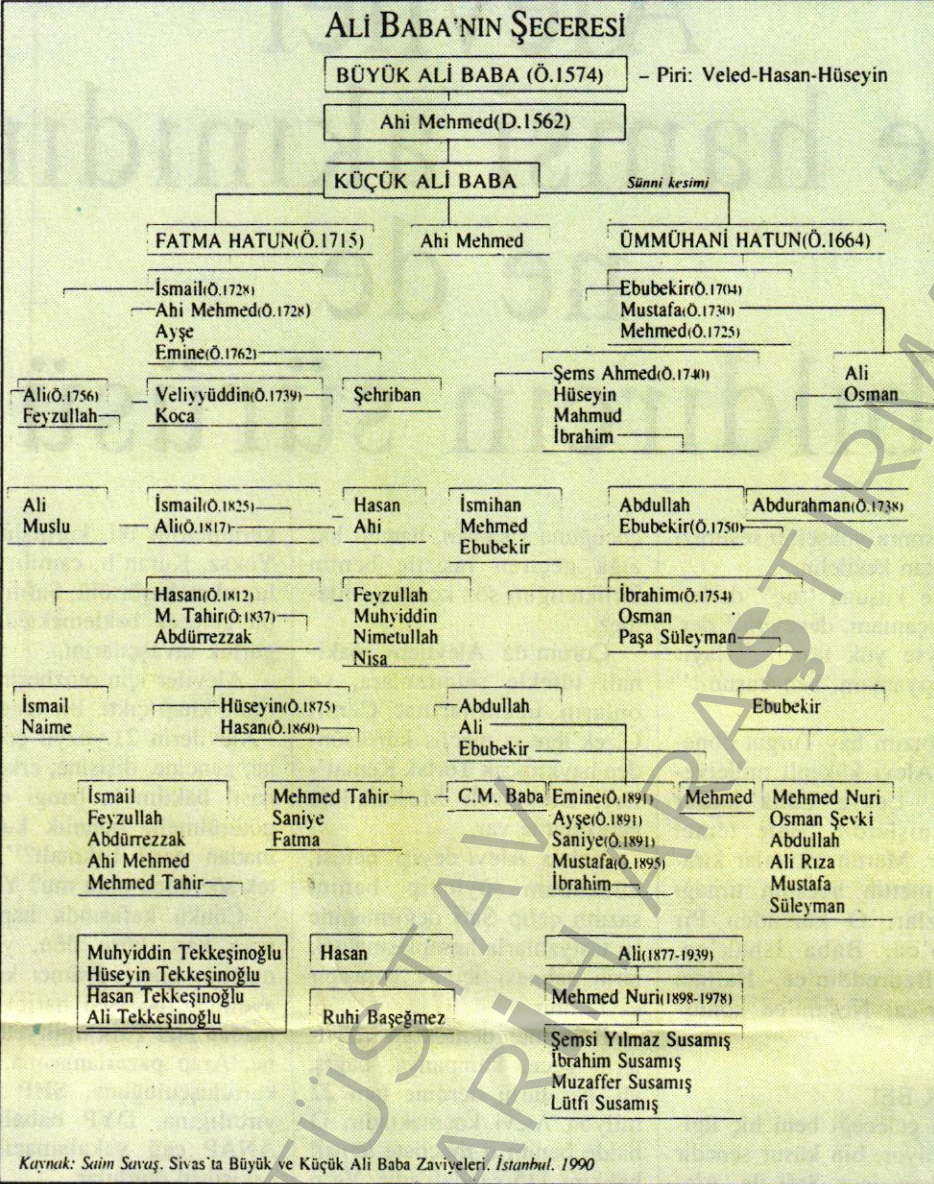 ALİ BABA'NIN ŞECERESİ
BÜYÜK ALİ BABA (Ö.1574) – Piri: Veled-Hasan-Hüseyin
Ahi Mehmed(D.1562)
KÜÇÜK ALİ BABA
Sünni kesimi
FATMA HATUN(Ö.1715)
Ahi Mehmed
ÜMMÜHANİ HATUN(Ö.1664)
İsmail(Ö.1728)
Ahi Mehmed(Ö.1728)
Ayşe
Emine(Ö.1762)
Ebubekir(Ö.1704)
Mustafa(Ö.1730)
Mehmed(Ö.1725)
Ali(Ö.1756)
Feyzullah
Veliyyüddin(Ö.1739)
Koca
Şehriban
Şems Ahmed(Ö.1740)
Hüseyin
Mahmud
İbrahim
Ali
Osman
Ali
Muslu
İsmail(Ö.1825)
Ali(Ö.1817)
Hasan
Ahi
İsmihan
Mehmed
Ebubekir
Abdullah
Ebubekir(Ö.1750)
Abdurahman(Ö.1738)
Hasan(Ö.1812)
M. Tahir(Ö.1837)
Abdürrezzak
Feyzullah
Muhyiddin
Nimetullah
Nisa
İbrahim(Ö.1754)
Osman
Paşa Süleyman
İsmail
Naime
Hüseyin(Ö.1875)
Hasan(Ö.1860)
Abdullah
Ali
Ebubekir
Ebubekir
İsmail
Feyzullah
Abdürrezzak
Ahi Mehmed
Mehmed Tahir
Mehmed Tahir
Saniye
Fatma
C.M. Baba
Emine(Ö.1891)
Ayşe(Ö.1891)
Saniye(Ö.1891)
Mustafa(Ö.1895)
İbrahim
Mehmed
Mehmed Nuri
Osman Şevki
Abdullah
Ali Rıza
Mustafa
Süleyman
Muhyiddin Tekkeşinoğlu
Hüseyin Tekkeşinoğlu
Hasan Tekkeşinoğlu
Ali Tekkeşinoğlu
Hasan
Ruhi Başeğmez
Ali(1877-1939)
Mehmed Nuri(1898-1978)
Şemsi Yılmaz Susamış
İbrahim Susamış
Muzaffer Susamış
Lütfi Susamış
Kaynak: Saim Savaş. Sivas'ta Büyük ve Küçük Ali Baba Zaviyeleri. İstanbul. 1990
TÜSTAV
TARİH ARAŞTIRMA